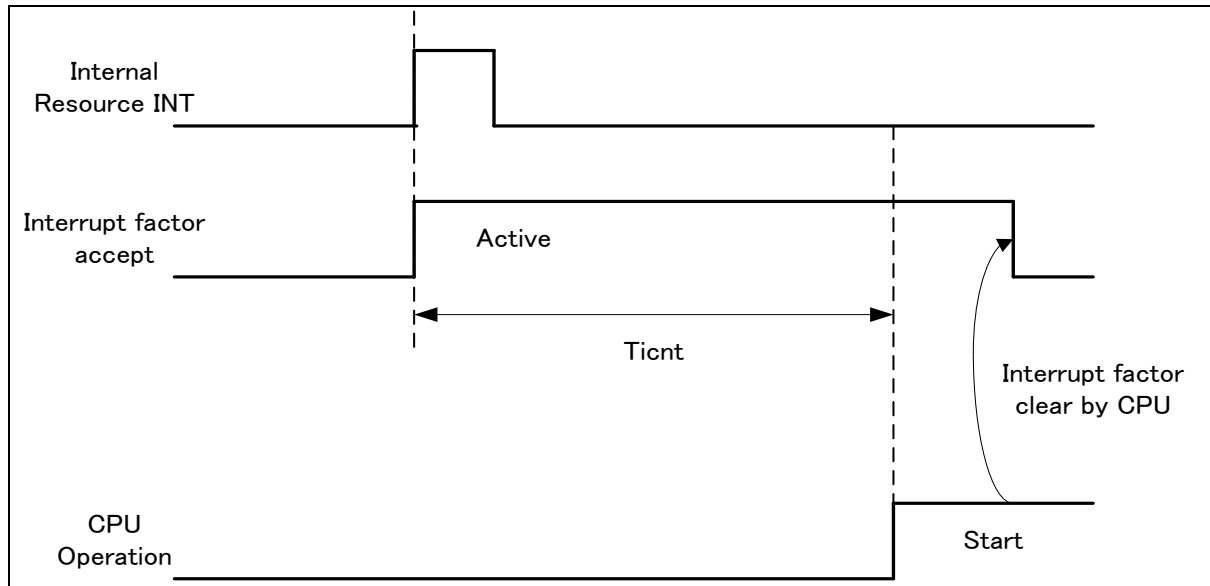 Internal
Resource INT
Interrupt factor
accept
Active
Ticnt
Interrupt factor
clear by CPU
CPU
Operation
Start